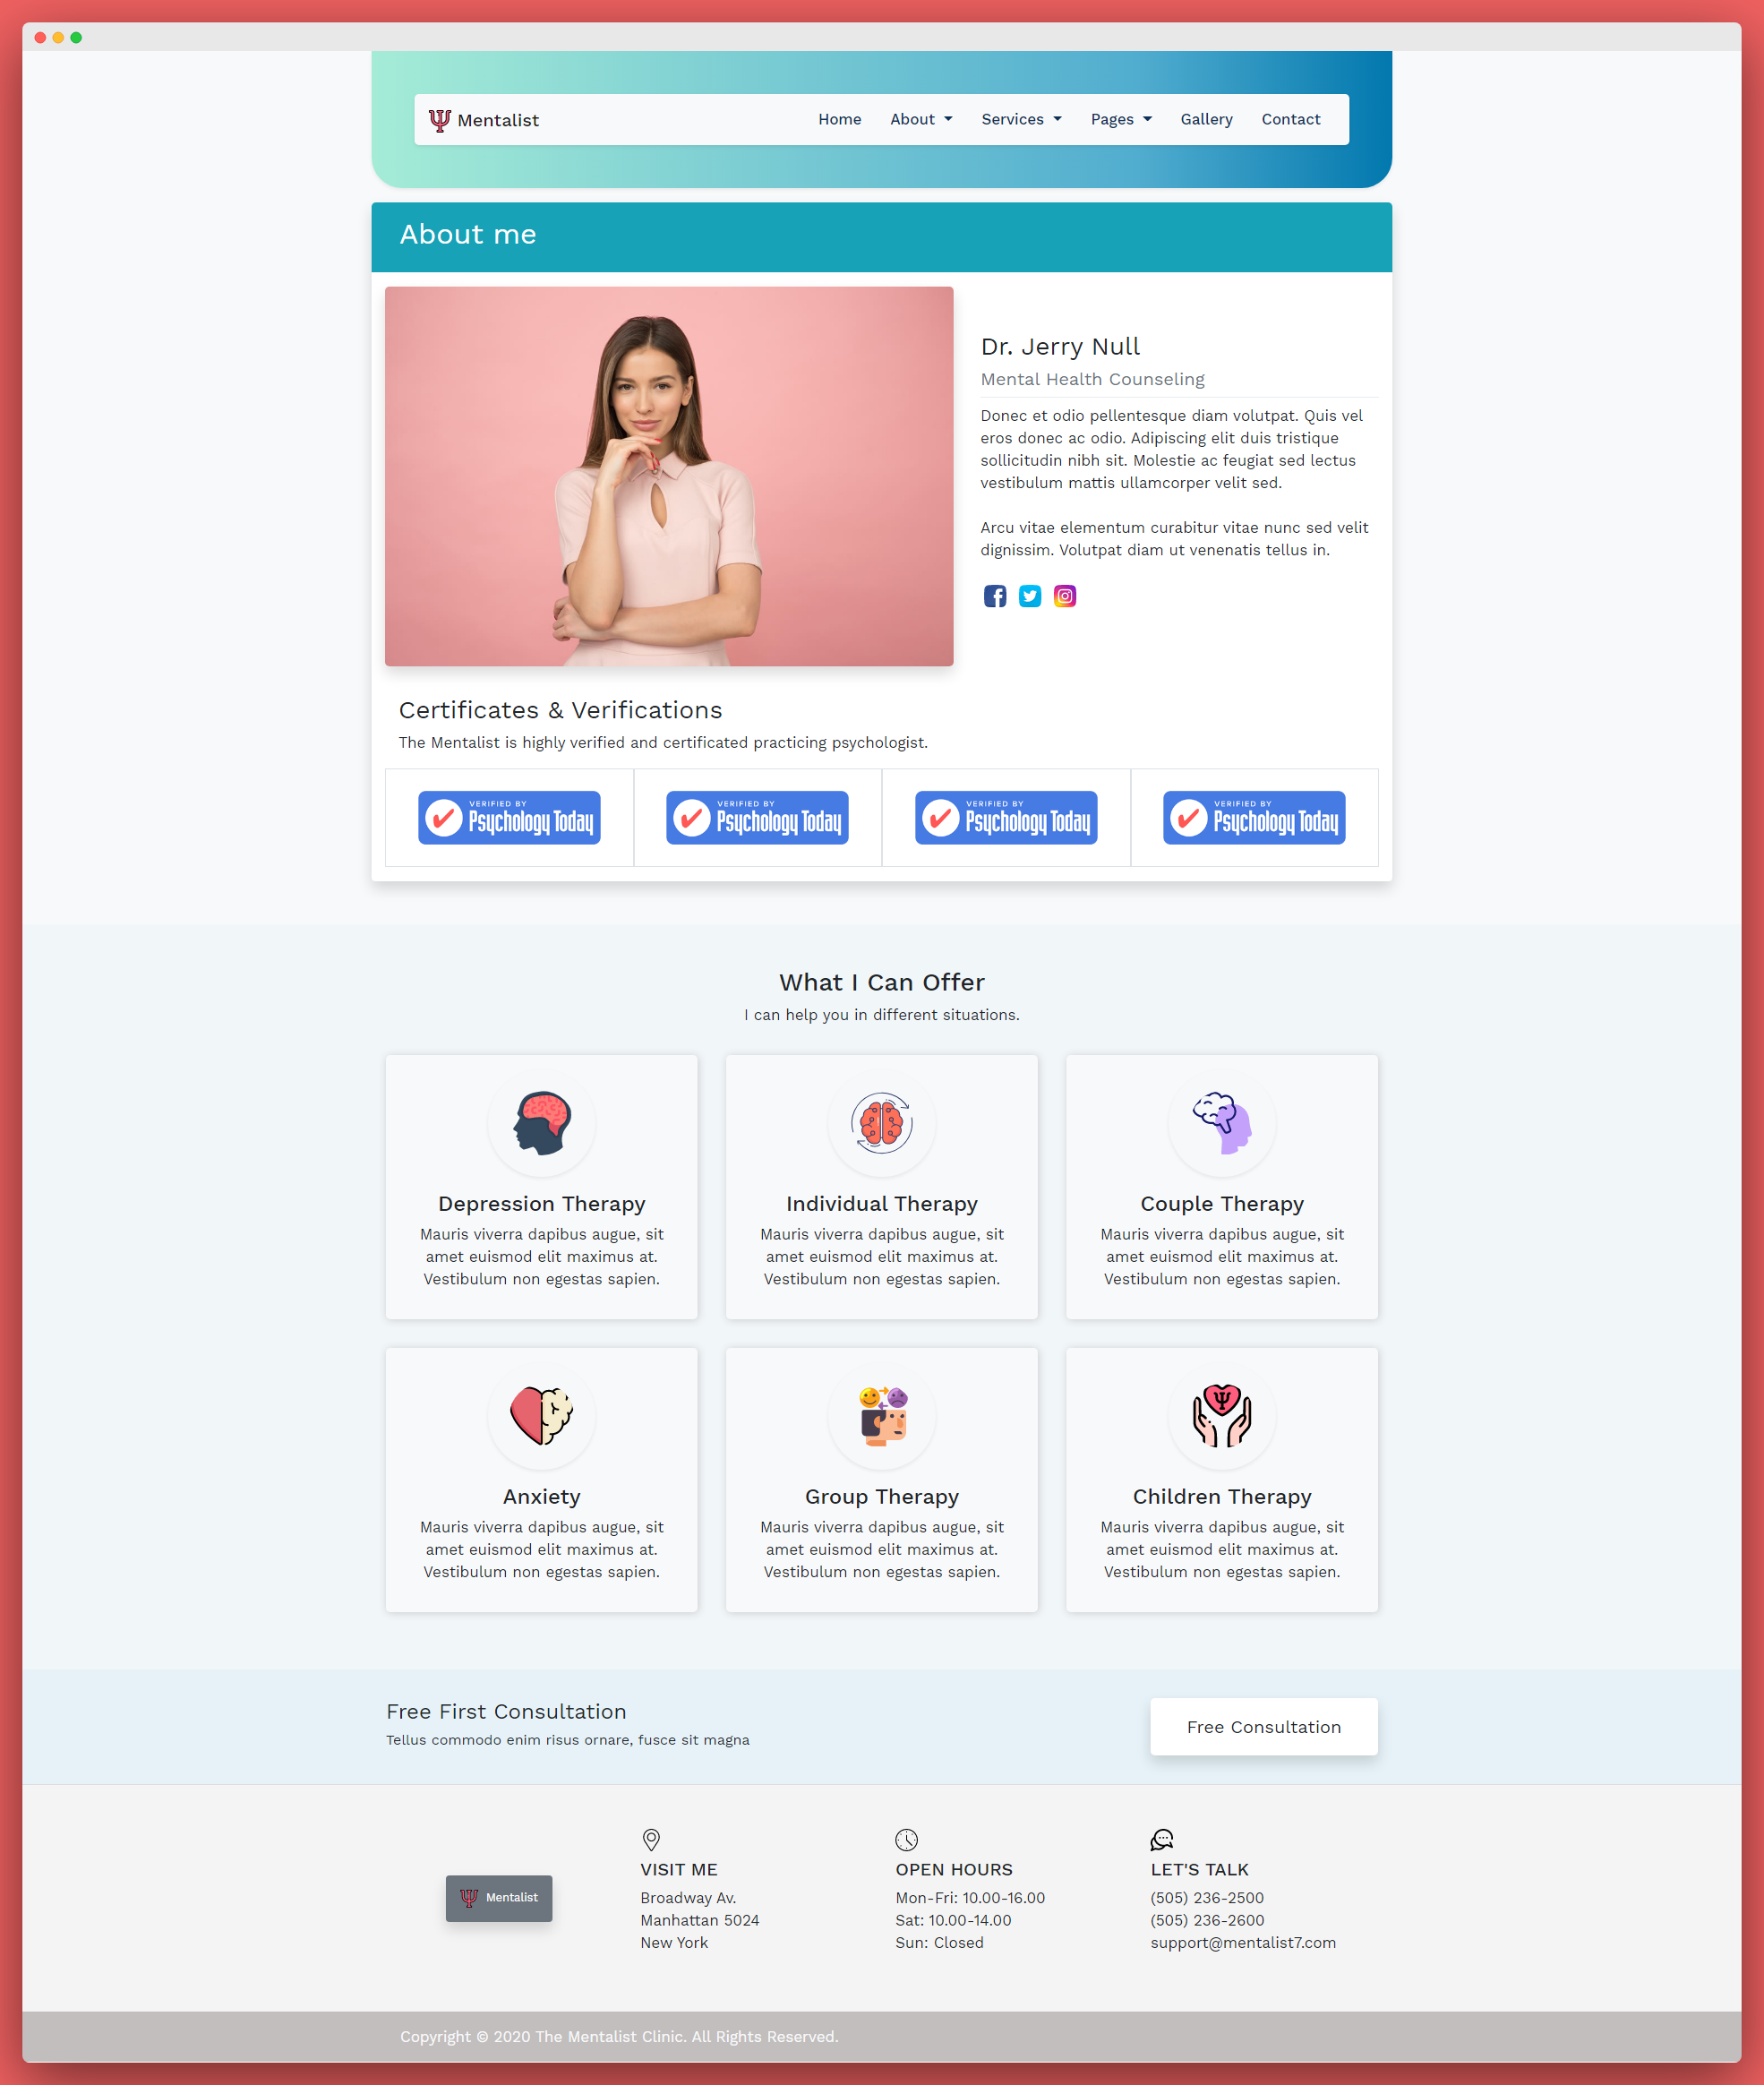 Mentalist
Home About Services Pages Gallery Contact
About me
Dr. Jerry Null
Mental Health Counseling
Donec et odio pellentesque diam volutpat. Quis vel
eros donec ac odio. Adipiscing elit duis tristique
sollicitudin nibh sit. Molestie ac feugiat sed lectus
vestibulum mattis ullamcorper velit sed.
Arcu vitae elementum curabitur vitae nunc sed velit
dignissim. Volutpat diam ut venenatis tellus in.
Certificates & Verifications
The Mentalist is highly verified and certificated practicing psychologist.
VERIFIED BY
Psychology Today
VERIFIED BY
Psychology Today
VERIFIED BY
Psychology Today
VERIFIED BY
Psychology Today
What I Can Offer
I can help you in different situations.
Depression Therapy
Mauris viverra dapibus augue, sit
amet euismod elit maximus at.
Vestibulum non egestas sapien.
Individual Therapy
Mauris viverra dapibus augue, sit
amet euismod elit maximus at.
Vestibulum non egestas sapien.
Couple Therapy
Mauris viverra dapibus augue, sit
amet euismod elit maximus at.
Vestibulum non egestas sapien.
Anxiety
Mauris viverra dapibus augue, sit
amet euismod elit maximus at.
Vestibulum non egestas sapien.
Group Therapy
Mauris viverra dapibus augue, sit
amet euismod elit maximus at.
Vestibulum non egestas sapien.
Children Therapy
Mauris viverra dapibus augue, sit
amet euismod elit maximus at.
Vestibulum non egestas sapien.
Free First Consultation
Tellus commodo enim risus ornare, fusce sit magna
Free Consultation
Mentalist
VISIT ME
Broadway Av.
Manhattan 5024
New York
OPEN HOURS
Mon-Fri: 10.00-16.00
Sat: 10.00-14.00
Sun: Closed
LET'S TALK
(505) 236-2500
(505) 236-2600
support@mentalist7.com
Copyright © 2020 The Mentalist Clinic. All Rights Reserved.